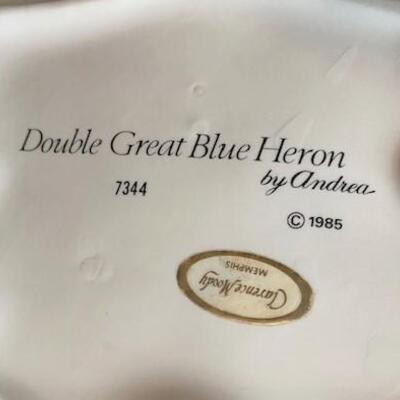 Double Great Blue Heron
by Andrea
7344
© 1985
Clarence Moody
MEMPHIS